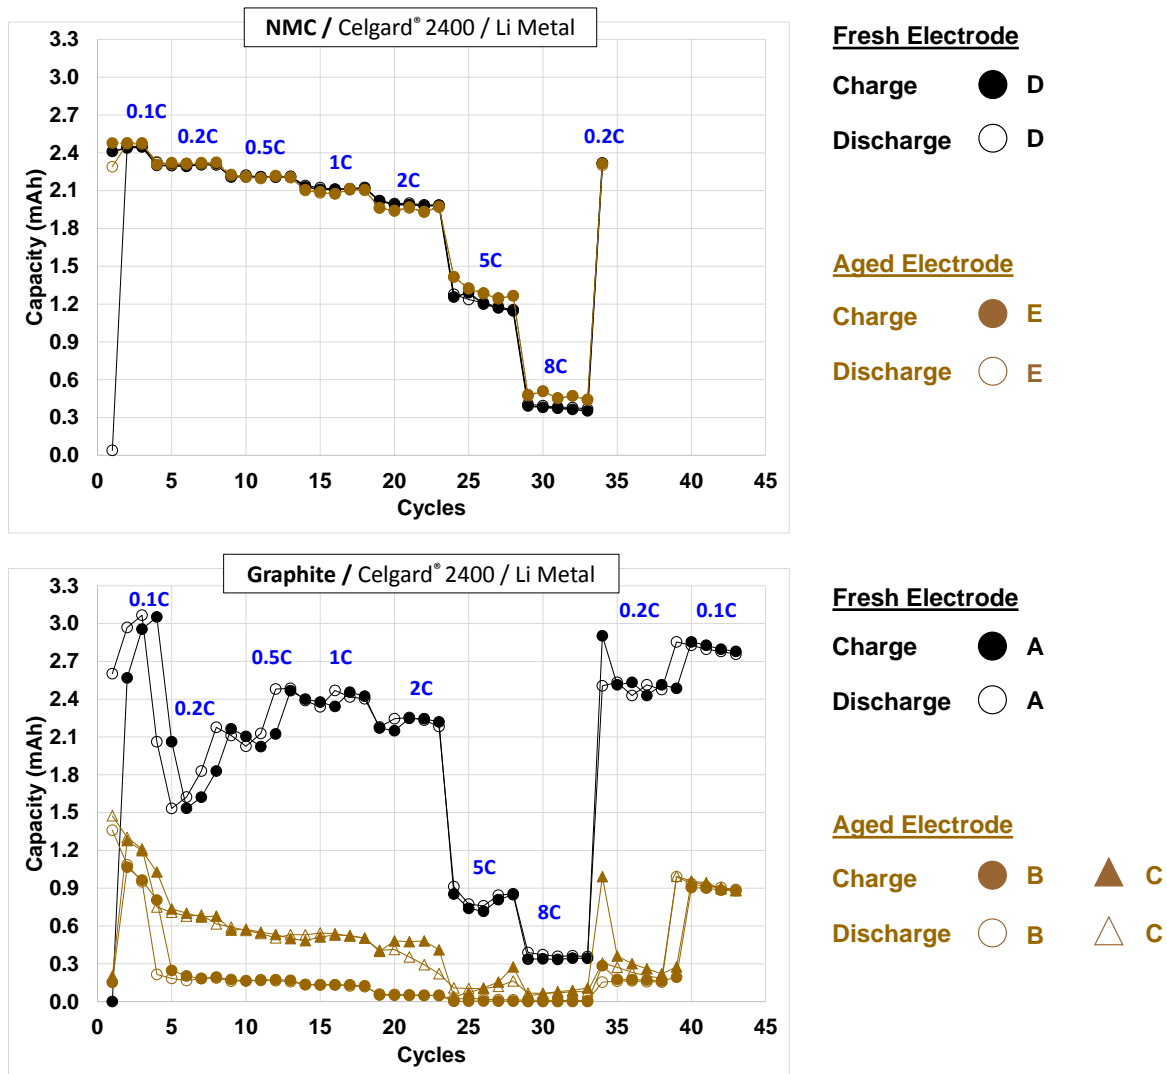 NMC / Celgard® 2400 / Li Metal
3.3
3.0
2.7
2.4
2.1
1.8
1.5
1.2
0.9
0.6
0.3
0.0
Capacity (mAh)
0.1C
0.2C
0.5C
1C
2C
5C
8C
0.2C
0 5 10 15 20 25 30 35 40 45
Cycles
Fresh Electrode
Charge D
Discharge D
Aged Electrode
Charge E
Discharge E
Graphite / Celgard® 2400 / Li Metal
3.3
3.0
2.7
2.4
2.1
1.8
1.5
1.2
0.9
0.6
0.3
0.0
Capacity (mAh)
0.1C
0.2C
0.5C
1C
2C
5C
8C
0.2C
0.1C
0 5 10 15 20 25 30 35 40 45
Cycles
Fresh Electrode
Charge A
Discharge A
Aged Electrode
Charge B C
Discharge B C